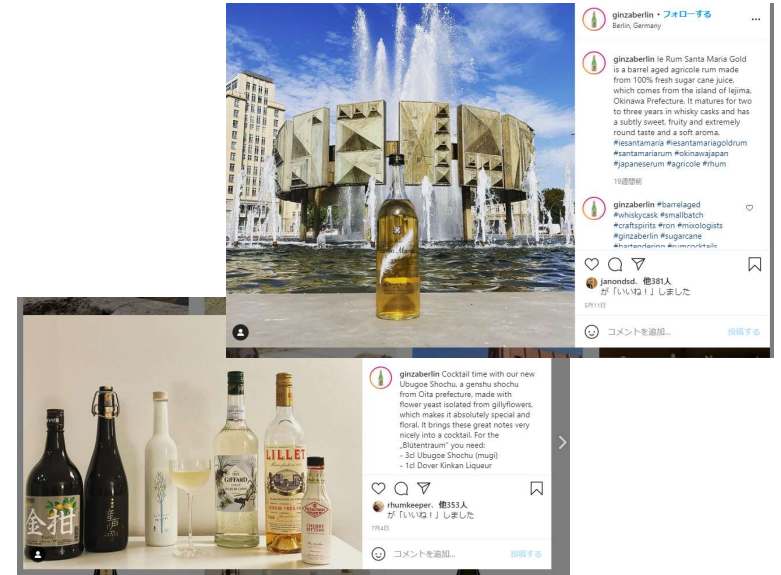 ginzaberlin • フォローする
Berlin, Germany
ginzaberlin Ie Rum Santa Maria Gold
is a barrel aged agricole rum made
from 100% fresh sugar cane juice,
which comes from the island of Iejima,
Okinawa Prefecture. It matures for two
to three years in whisky casks and has
a subtly sweet, fruity and extremely
round taste and a soft aroma.
#iesantamaria #iesantamariagoldrum
#santamariarum #okinawajapan
#japaneserum #agricole #rhum
19週間前
ginzaberlin #barrelaged
#whiskycask #smallbatch
#craftspirits #ron #mixologists
#ginzaberlin #sugarcane
#bartendering #rumcocktails
janondsd、他381人
が「いいね！」しました
5月11日
コメントを追加...
投稿する
ginzaberlin Cocktail time with our new
Ubugoe Shochu, a genshu shochu
from Oita prefecture, made with
flower yeast isolated from gillyflowers,
which makes it absolutely special and
floral. It brings these great notes very
nicely into a cocktail. For the
„Blütentraum" you need:
- 3cl Ubugoe Shochu (mugi)
- 1cl Dover Kinkan Liqueur
rhumkeeper、他353人
が「いいね！」しました
7月4日
コメントを追加...
投稿する
金柑
GIFFARD
LILLET
CHERRY
BITTERS